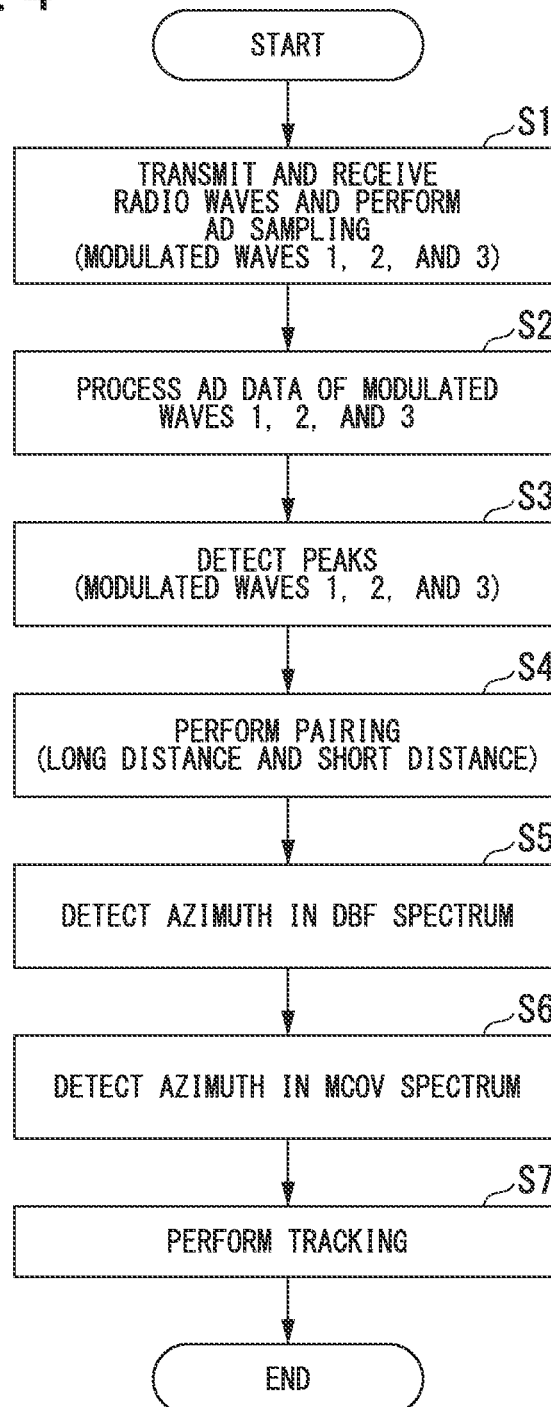 4
START
S1
TRANSMIT AND RECEIVE
RADIO WAVES AND PERFORM
AD SAMPLING
(MODULATED WAVES 1, 2, AND 3)
S2
PROCESS AD DATA OF MODULATED
WAVES 1, 2, AND 3
S3
DETECT PEAKS
(MODULATED WAVES 1, 2, AND 3)
S4
PERFORM PAIRING
(LONG DISTANCE AND SHORT DISTANCE)
S5
DETECT AZIMUTH IN DBF SPECTRUM
S6
DETECT AZIMUTH IN MCOV SPECTRUM
S7
PERFORM TRACKING
END